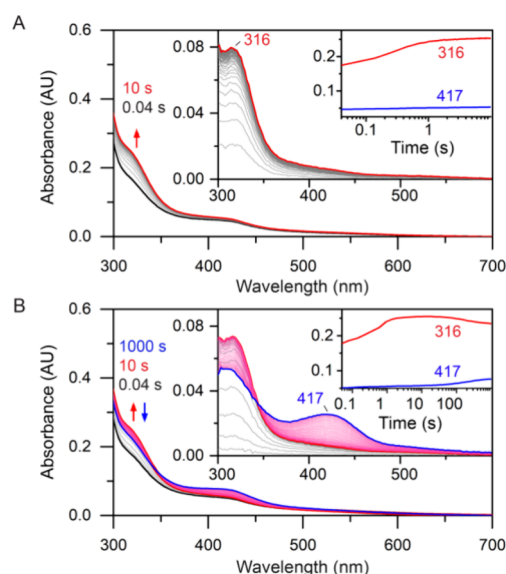 A
0.6
0.4
0.2
0.0
Absorbance (AU)
10 s
0.04 s
0.08
0.04
0.00
316
300 400 500
0.2
0.1
316
417
0.1 1
Time (s)
300 400 500 600 700
Wavelength (nm)
B
0.6
0.4
0.2
0.0
Absorbance (AU)
1000 s
10 s
0.04 s
0.08
0.04
0.00
417
300 400 500
0.2
0.1
316
417
0.1 1 10 100
Time (s)
300 400 500 600 700
Wavelength (nm)